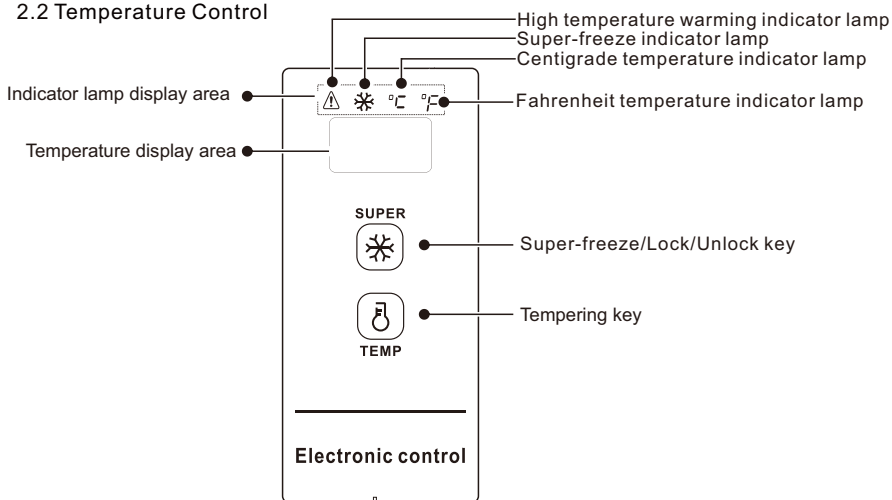 2.2 Temperature Control
High temperature warming indicator lamp
Super-freeze indicator lamp
Centigrade temperature indicator lamp
Indicator lamp display area
°C °F
Fahrenheit temperature indicator lamp
Temperature display area
SUPER
Super-freeze/Lock/Unlock key
Tempering key
TEMP
Electronic control